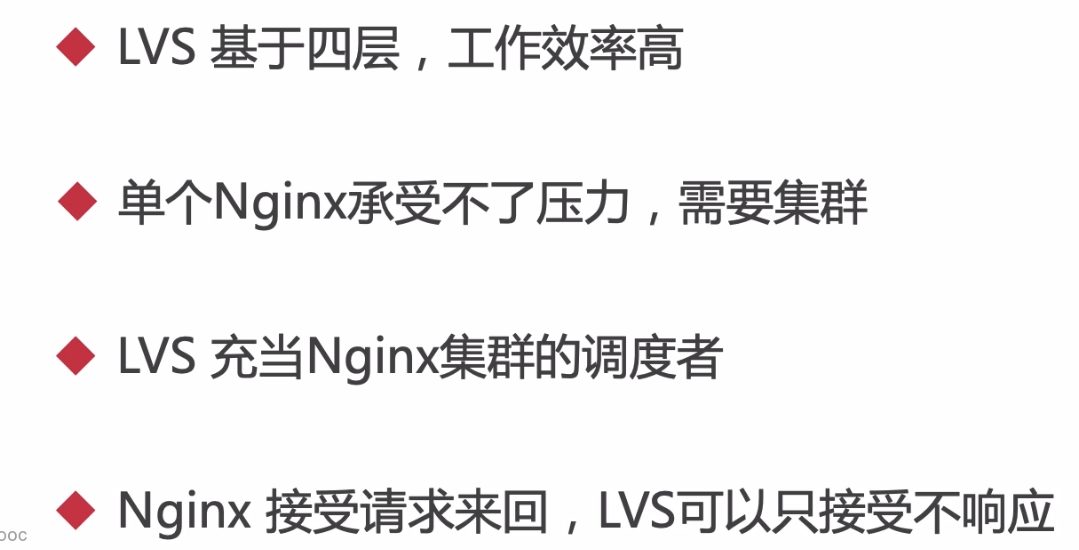 LVS 基于四层，工作效率高
单个Nginx承受不了压力，需要集群
LVS 充当Nginx集群的调度者
Nginx 接受请求来回，LVS可以只接受不响应
ooc